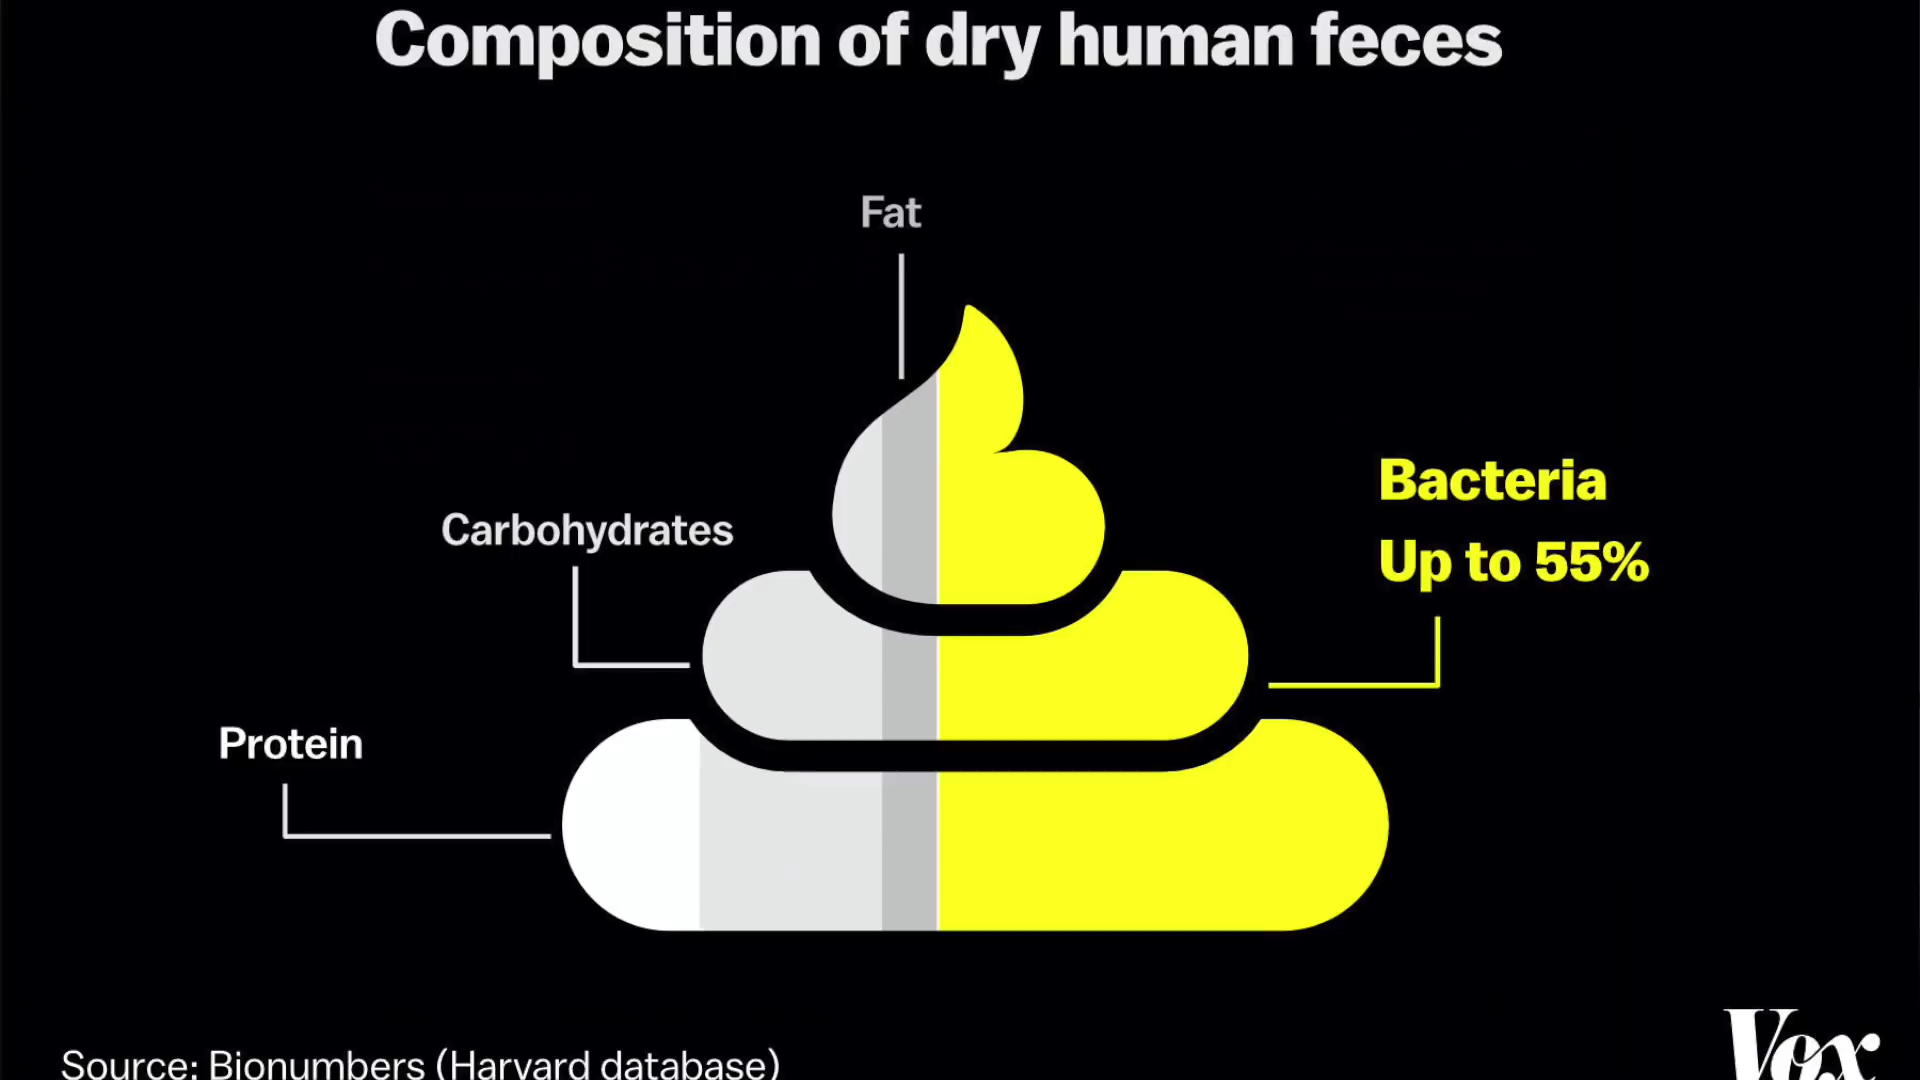 Composition of dry human feces
Fat
Bacteria
Up to 55%
Carbohydrates
Protein
Source: Bionumbers (Harvard database)
Vox